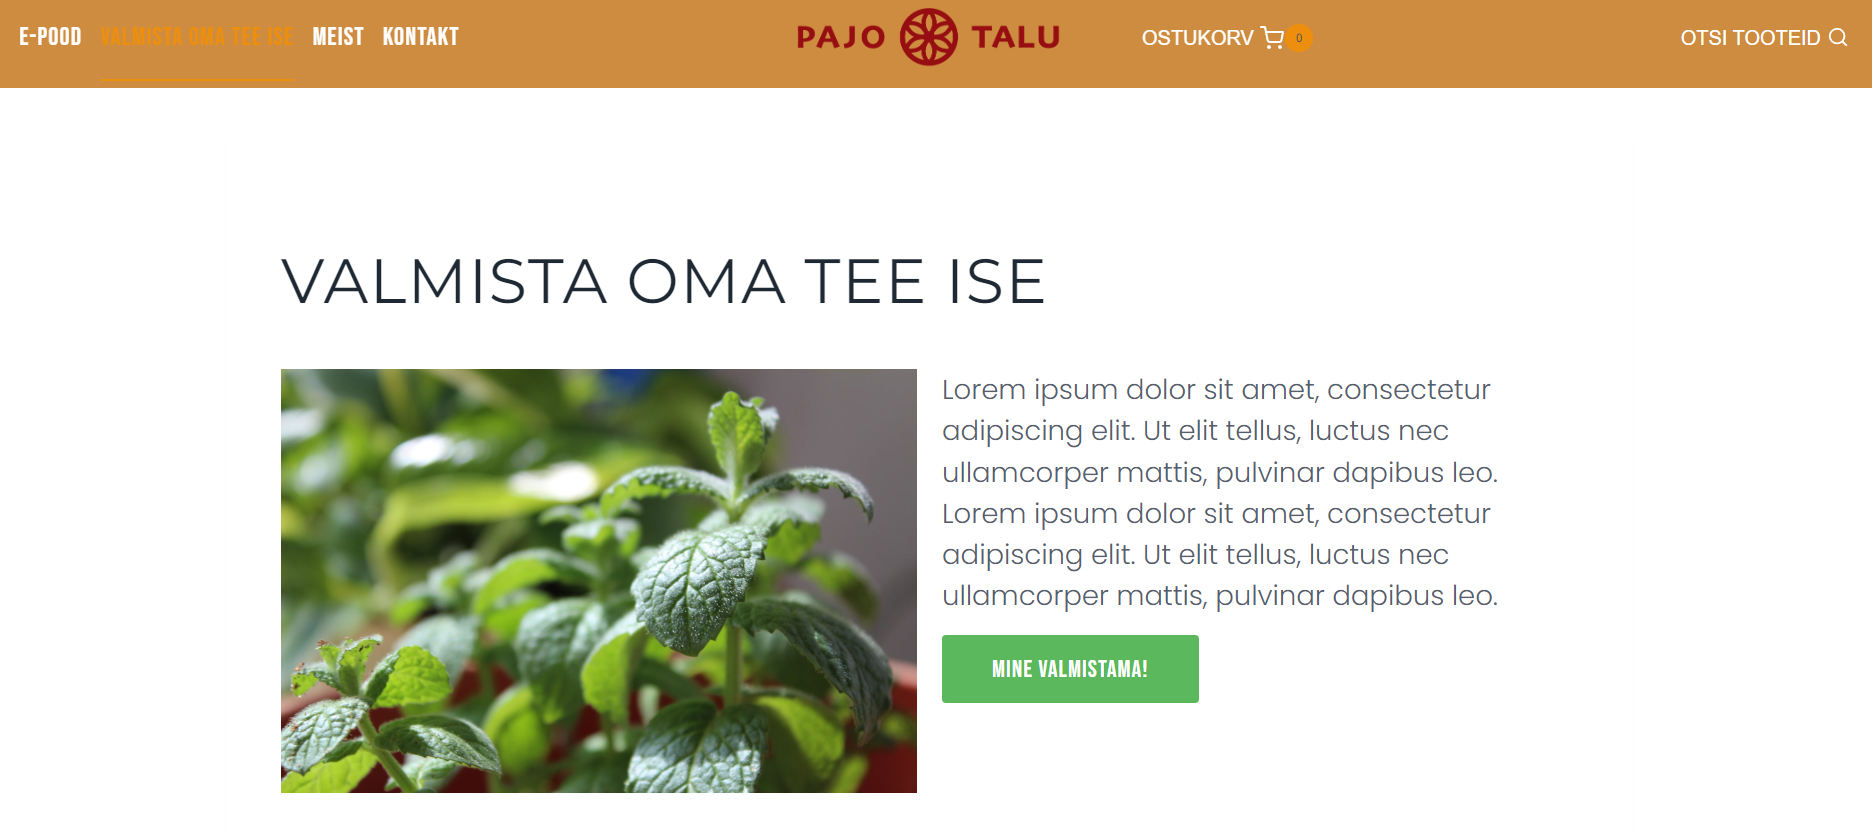 E-POOD VALMISTA OMA TEE ISE MEIST KONTAKT PAJO TALU OSTUKORV 0 OTSI TOOTEID
VALMISTA OMA TEE ISE
Lorem ipsum dolor sit amet, consectetur
adipiscing elit. Ut elit tellus, luctus nec
ullamcorper mattis, pulvinar dapibus leo.
Lorem ipsum dolor sit amet, consectetur
adipiscing elit. Ut elit tellus, luctus nec
ullamcorper mattis, pulvinar dapibus leo.
MINE VALMISTAMA!